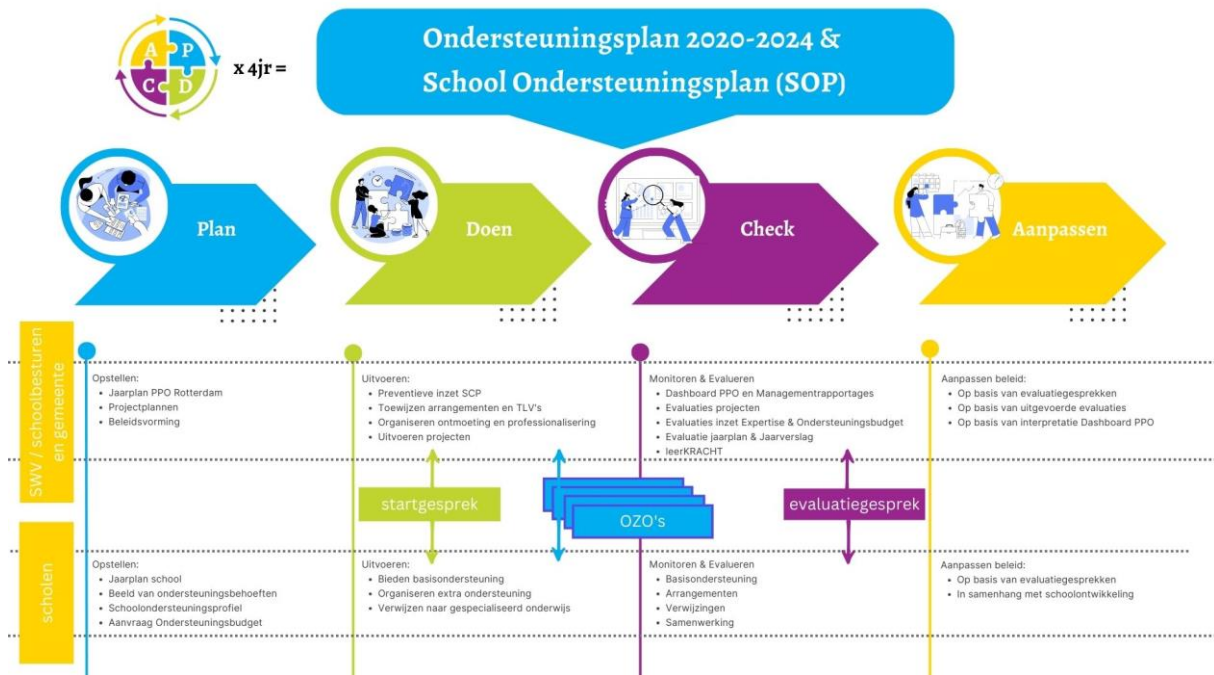 A P
C D
x 4jr =
Ondersteuningsplan 2020-2024 &
School Ondersteuningsplan (SOP)
Plan
Doen
Check
Aanpassen
SWV / schoolbesturen
en gemeente
Opstellen:
• Jaarplan PPO Rotterdam
• Projectplannen
• Beleidsvorming
Uitvoeren:
• Preventieve inzet SCP
• Toewijzen arrangementen en TLV's
• Organiseren ontmoeting en professionalisering
• Uitvoeren projecten
Monitoren & Evalueren
• Dashboard PPO en Managementrapportages
• Evaluaties projecten
• Evaluaties inzet Expertise & Ondersteuningsbudget
• Evaluatie jaarplan & Jaarverslag
• leerKRACHT
Aanpassen beleid:
• Op basis van evaluatiegesprekken
• Op basis van uitgevoerde evaluaties
• Op basis van interpretatie Dashboard PPO
startgesprek
OZO's
evaluatiegesprek
scholen
Opstellen:
• Jaarplan school
• Beeld van ondersteuningsbehoeften
• Schoolondersteuningsprofiel
• Aanvraag Ondersteuningsbudget
Uitvoeren:
• Bieden basisondersteuning
• Organiseren extra ondersteuning
• Verwijzen naar gespecialiseerd onderwijs
Monitoren & Evalueren
• Basisondersteuning
• Arrangementen
• Verwijzingen
• Samenwerking
Aanpassen beleid:
• Op basis van evaluatiegesprekken
• In samenhang met schoolontwikkeling